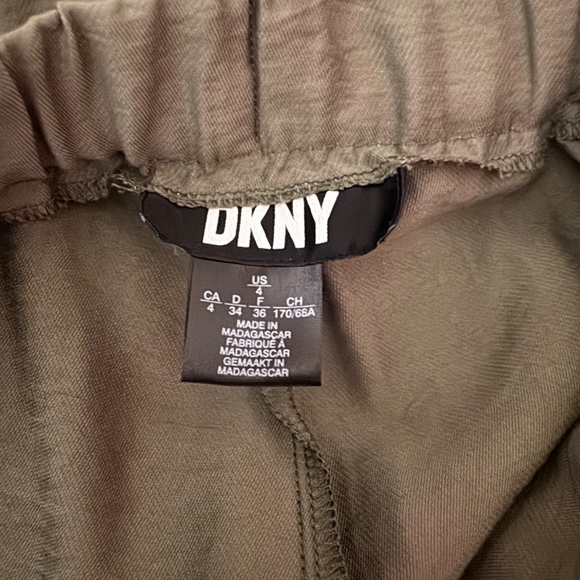 DKNY
US
4
CA D F CH
4 34 36 170/68A
MADE IN
MADAGASCAR
FABRIQUÉ À
MADAGASCAR
GEMAAKT IN
MADAGASCAR